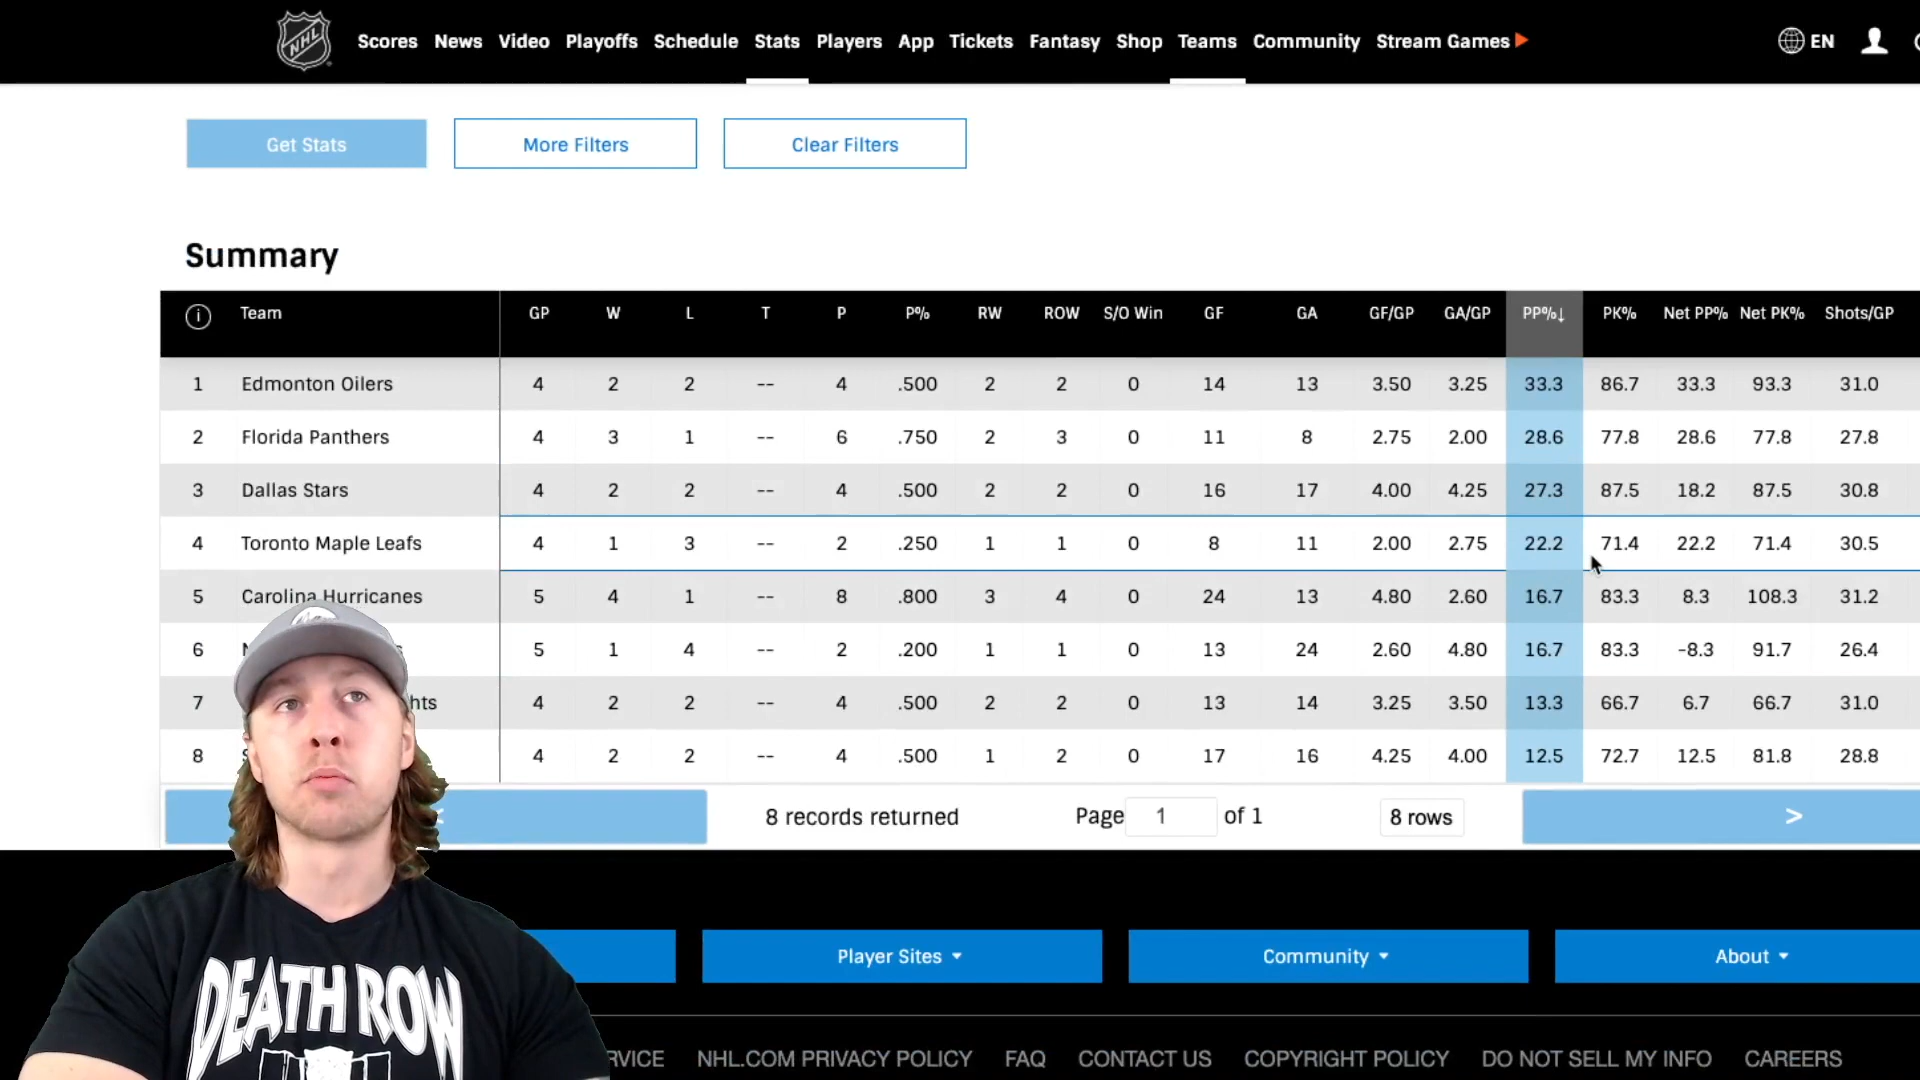 NHL Scores News Video Playoffs Schedule Stats Players App Tickets Fantasy Shop Teams Community Stream Games EN
Get Stats More Filters Clear Filters
Summary
i Team GP W L T P P% RW ROW S/O Win GF GA GF/GP GA/GP PP%↓ PK% Net PP% Net PK% Shots/GP
1 Edmonton Oilers 4 2 2 -- 4 .500 2 2 0 14 13 3.50 3.25 33.3 86.7 33.3 93.3 31.0
2 Florida Panthers 4 3 1 -- 6 .750 2 3 0 11 8 2.75 2.00 28.6 77.8 28.6 77.8 27.8
3 Dallas Stars 4 2 2 -- 4 .500 2 2 0 16 17 4.00 4.25 27.3 87.5 18.2 87.5 30.8
4 Toronto Maple Leafs 4 1 3 -- 2 .250 1 1 0 8 11 2.00 2.75 22.2 71.4 22.2 71.4 30.5
5 Carolina Hurricanes 5 4 1 -- 8 .800 3 4 0 24 13 4.80 2.60 16.7 83.3 8.3 108.3 31.2
6 5 1 4 -- 2 .200 1 1 0 13 24 2.60 4.80 16.7 83.3 -8.3 91.7 26.4
7 hts 4 2 2 -- 4 .500 2 2 0 13 14 3.25 3.50 13.3 66.7 6.7 66.7 31.0
8 4 2 2 -- 4 .500 1 2 0 17 16 4.25 4.00 12.5 72.7 12.5 81.8 28.8
< 8 records returned Page 1 of 1 8 rows >
Player Sites Community About
DEATH ROW
RVICE NHL.COM PRIVACY POLICY FAQ CONTACT US COPYRIGHT POLICY DO NOT SELL MY INFO CAREERS